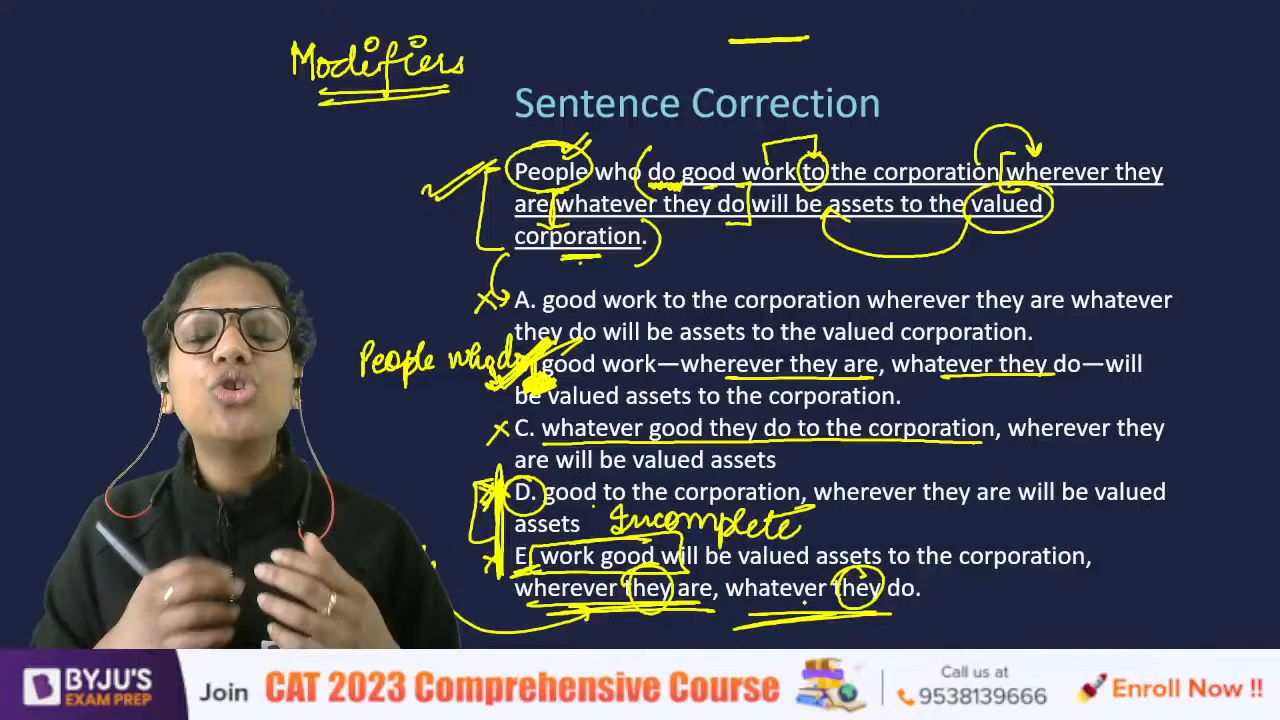 Modifiers
Sentence Correction
People who do good work to the corporation wherever they
are whatever they do will be assets to the valued
corporation.
A. good work to the corporation wherever they are whatever
they do will be assets to the valued corporation.
People who do
good work—wherever they are, whatever they do—will
be valued assets to the corporation.
C. whatever good they do to the corporation, wherever they
are will be valued assets
D. good to the corporation, wherever they are will be valued
assets
Incomplete
E. work good will be valued assets to the corporation,
wherever they are, whatever they do.
BYJU'S
EXAM PREP
Join CAT 2023 Comprehensive Course
Call us at
9538139666
Enroll Now !!